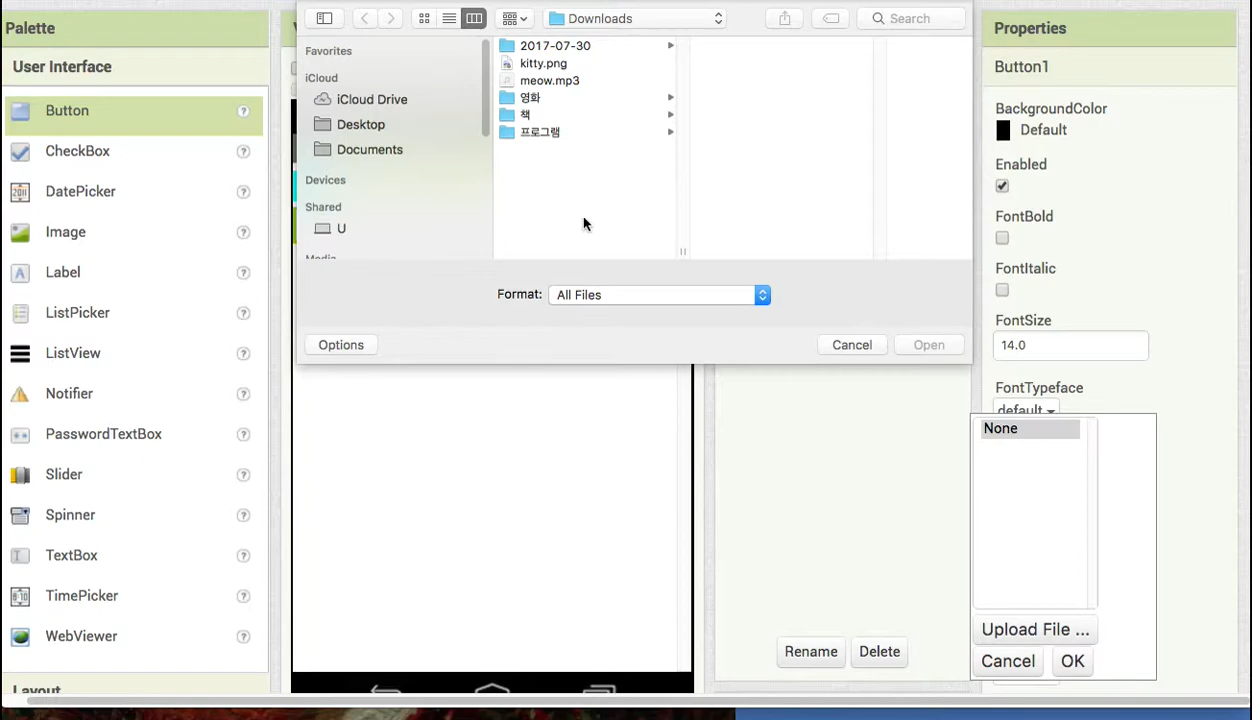 Palette
User Interface
Button
CheckBox
DatePicker
Image
Label
ListPicker
ListView
Notifier
PasswordTextBox
Slider
Spinner
TextBox
TimePicker
WebViewer
Layout
Downloads
Search
Favorites
iCloud
iCloud Drive
Desktop
Documents
Devices
Shared
U
Media
2017-07-30
kitty.png
meow.mp3
영화
책
프로그램
Format:
All Files
Options
Cancel
Open
Rename
Delete
Properties
Button1
BackgroundColor
Default
Enabled
FontBold
FontItalic
FontSize
14.0
FontTypeface
default
None
Upload File ...
Cancel
OK